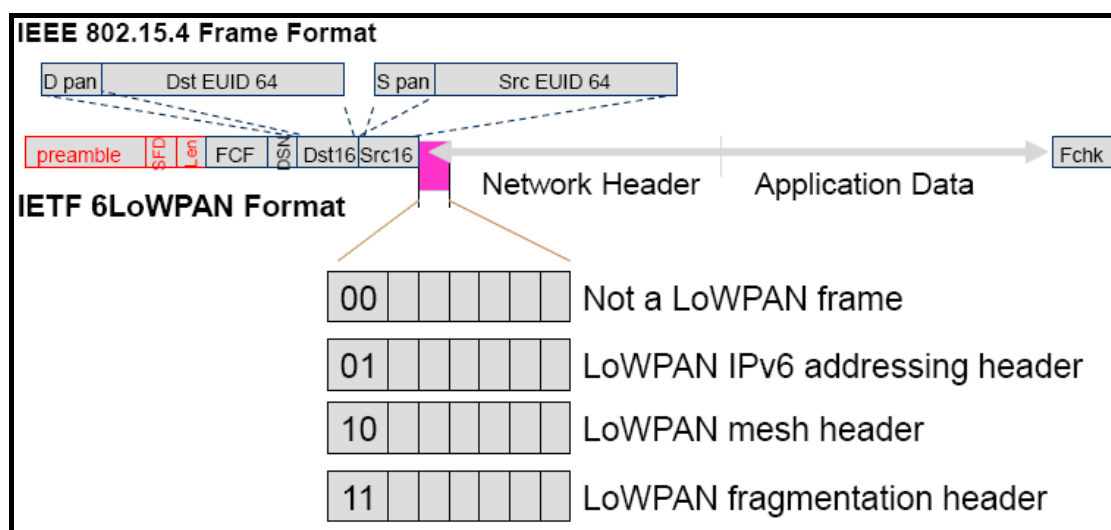 IEEE 802.15.4 Frame Format
D pan Dst EUID 64 S pan Src EUID 64
preamble SFD Len FCF DSN Dst16 Src16 Fchk
Network Header Application Data
IETF 6LoWPAN Format
00 Not a LoWPAN frame
01 LoWPAN IPv6 addressing header
10 LoWPAN mesh header
11 LoWPAN fragmentation header